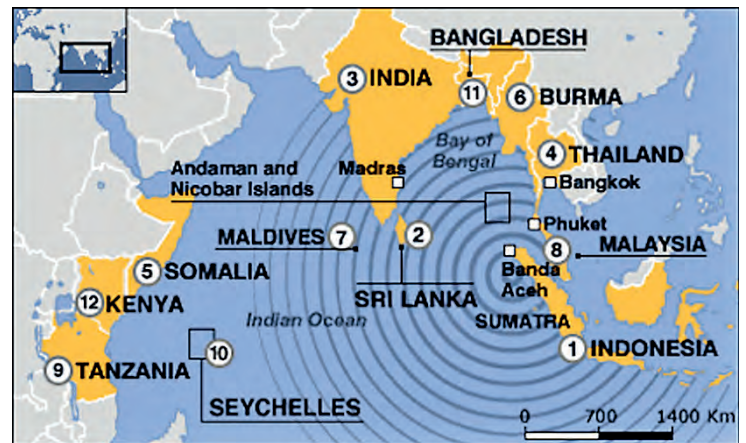 BANGLADESH
3 INDIA
11
6 BURMA
Bay of
Bengal
4 THAILAND
Andaman and
Nicobar Islands
Madras
Bangkok
Phuket
MALDIVES 7
2
8 MALAYSIA
5 SOMALIA
Banda
Aceh
SRI LANKA
12 KENYA
Indian Ocean
SUMATRA
1 INDONESIA
10
9 TANZANIA
SEYCHELLES
0 700 1400 Km